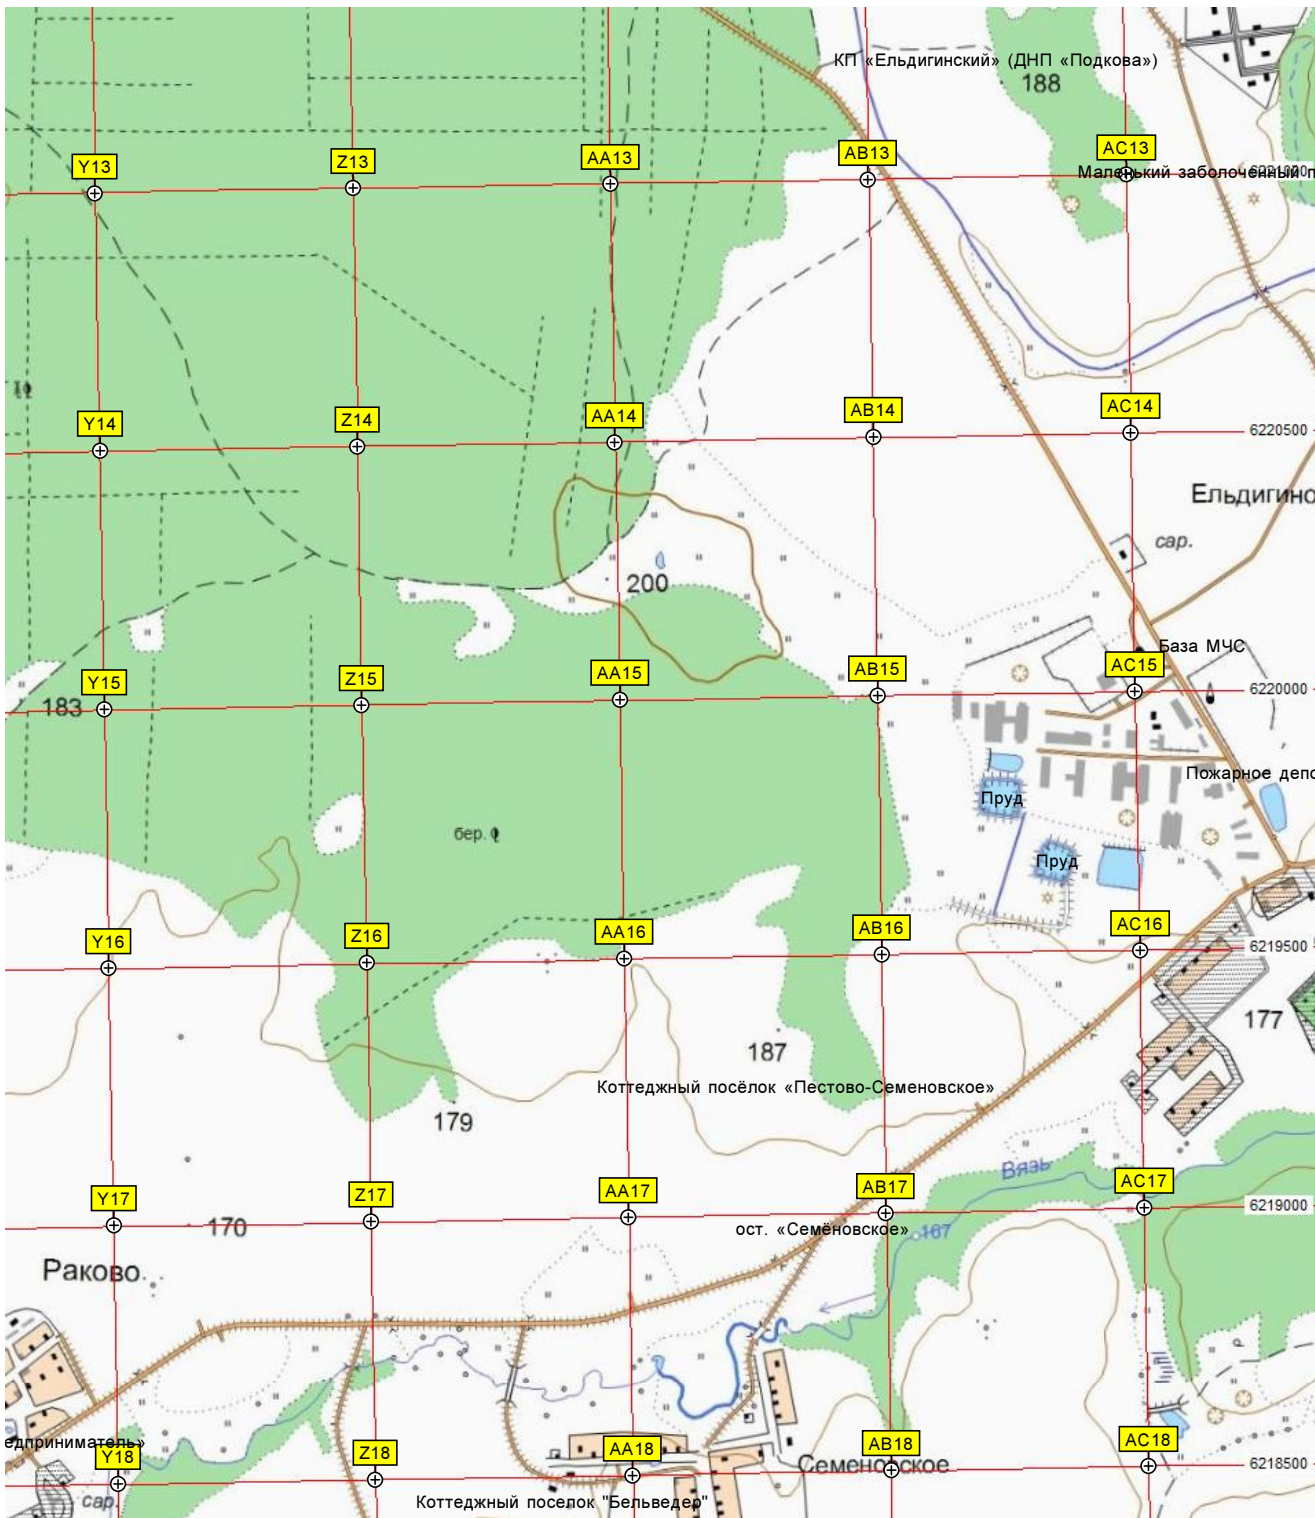 КП «Ельдигинский» (ДНП «Подкова»)
188
Y13
Z13
AA13
AB13
AC13
Маленький заболоченный п
Y14
Z14
AA14
AB14
AC14
6220500
Ельдигино
сар.
200
База МЧС
Y15
Z15
AA15
AB15
AC15
183
6220000
Пожарное депо
Пруд
бер.
Пруд
Y16
Z16
AA16
AB16
AC16
6219500
177
187
Коттеджный посёлок «Пестово-Семеновское»
179
Вязь
Y17
Z17
AA17
AB17
AC17
6219000
170
ост. «Семёновское»
167
Раково
едприниматель»
Y18
Z18
AA18
AB18
AC18
Семеновское
6218500
сар.
Коттеджный поселок "Бельведер"